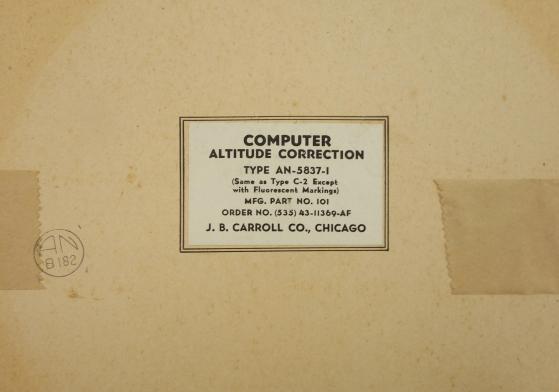 COMPUTER
ALTITUDE CORRECTION
TYPE AN-5837-1
(Same as Type C-2 Except
with Fluorescent Markings)
MFG. PART NO. 101
ORDER NO. (535) 43-11369-AF
J. B. CARROLL CO., CHICAGO
AN
B 182